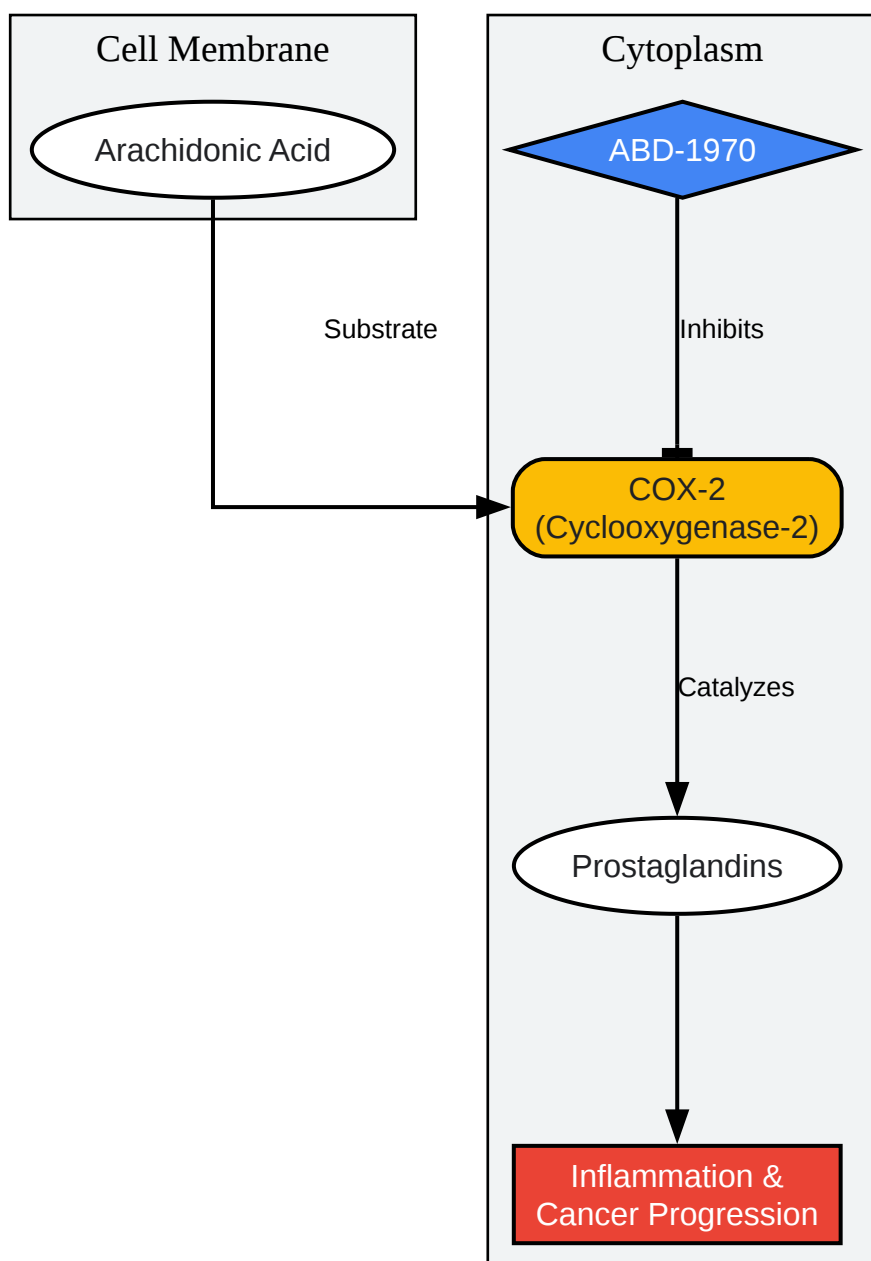 Cell Membrane
Cytoplasm
Arachidonic Acid
ABD-1970
Substrate
Inhibits
COX-2
(Cyclooxygenase-2)
Catalyzes
Prostaglandins
Inflammation &
Cancer Progression